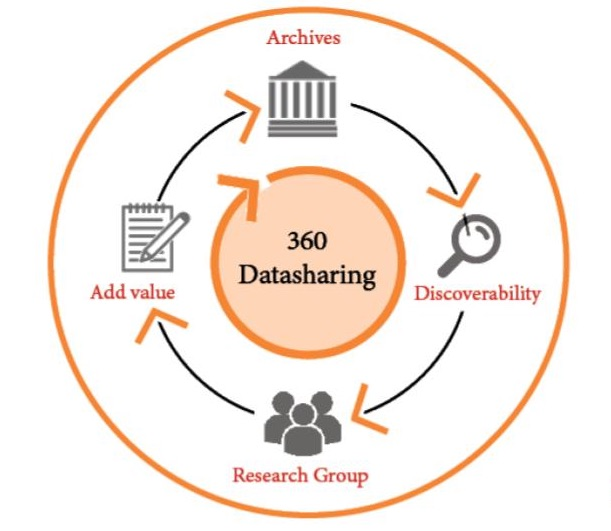 Archives
360
Datasharing
Add value
Discoverability
Research Group